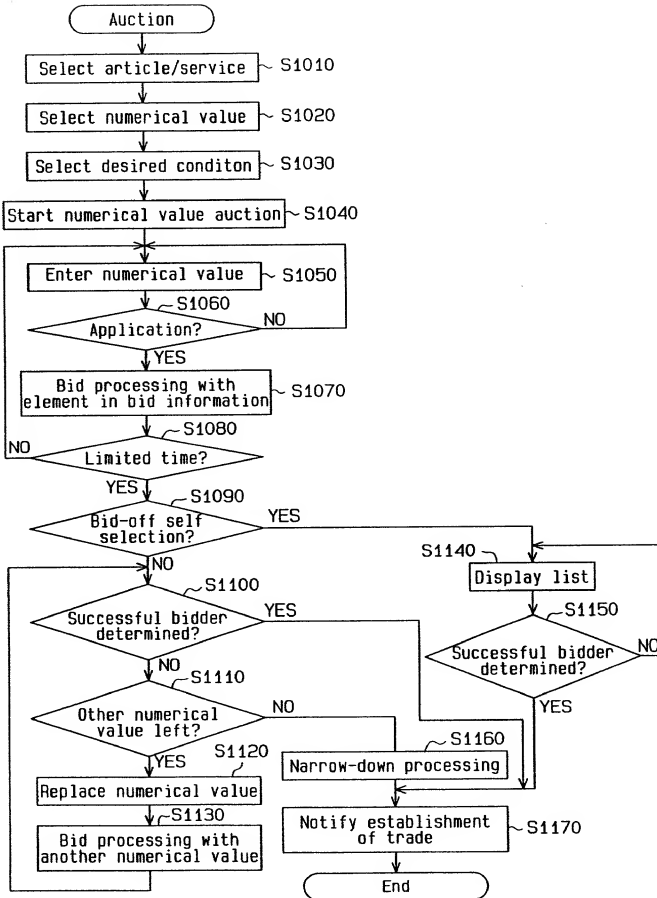 Auction
Select article/service
S1010
Select numerical value
S1020
Select desired conditon
S1030
Start numerical value auction
S1040
Enter numerical value
S1050
S1060
Application?
NO
YES
Bid processing with
element in bid information
S1070
S1080
NO
Limited time?
YES
S1090
Bid-off self
selection?
YES
NO
S1100
Successful bidder
determined?
YES
NO
S1110
Other numerical
value left?
NO
YES
S1120
Replace numerical value
S1130
Bid processing with
another numerical value
S1140
Display list
S1150
Successful bidder
determined?
NO
YES
S1160
Narrow-down processing
Notify establishment
of trade
S1170
End